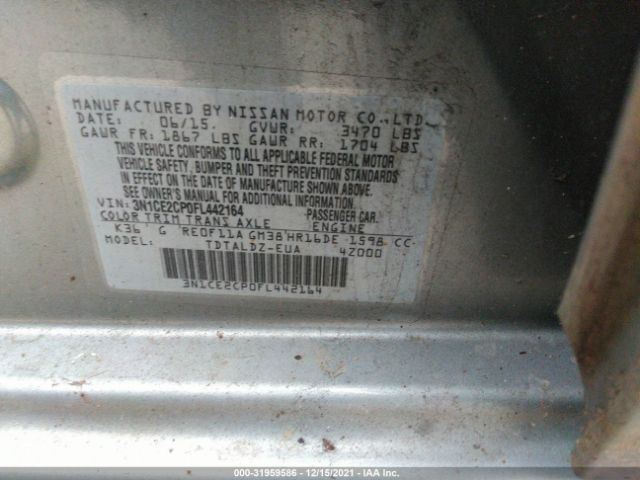 MANUFACTURED BY NISSAN MOTOR CO., LTD.
DATE: 06/15. GVWR: 3470 LBS
GAWR FR: 1867 LBS GAWR RR: 1704 LBS
THIS VEHICLE CONFORMS TO ALL APPLICABLE FEDERAL MOTOR
VEHICLE SAFETY, BUMPER AND THEFT PREVENTION STANDARDS
IN EFFECT ON THE DATE OF MANUFACTURE SHOWN ABOVE.
SEE OWNER'S MANUAL FOR ADDITIONAL INFORMATION.
VIN: 3N1CE2CP0FL442164 PASSENGER CAR.
COLOR TRIM TRANS AXLE ENGINE
K36 G RE0F11A GM38 HR16DE 1598 CC
MODEL: TDTALDZ-EUA 4Z000
3N1CE2CP0FL442164
000-31959586 - 12/15/2021 - IAA Inc.